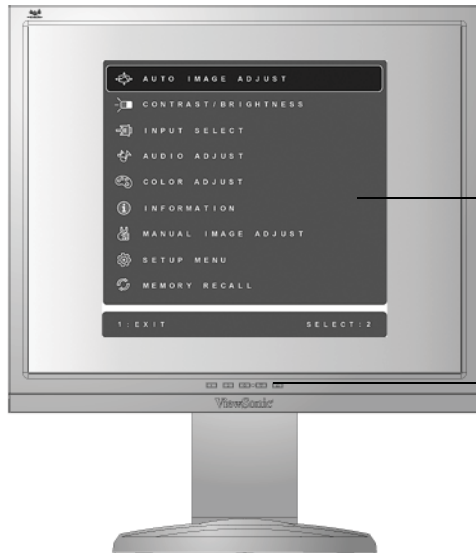 AUTO IMAGE ADJUST
CONTRAST/BRIGHTNESS
INPUT SELECT
AUDIO ADJUST
COLOR ADJUST
INFORMATION
MANUAL IMAGE ADJUST
SETUP MENU
MEMORY RECALL
1:EXIT SELECT:2
ViewSonic